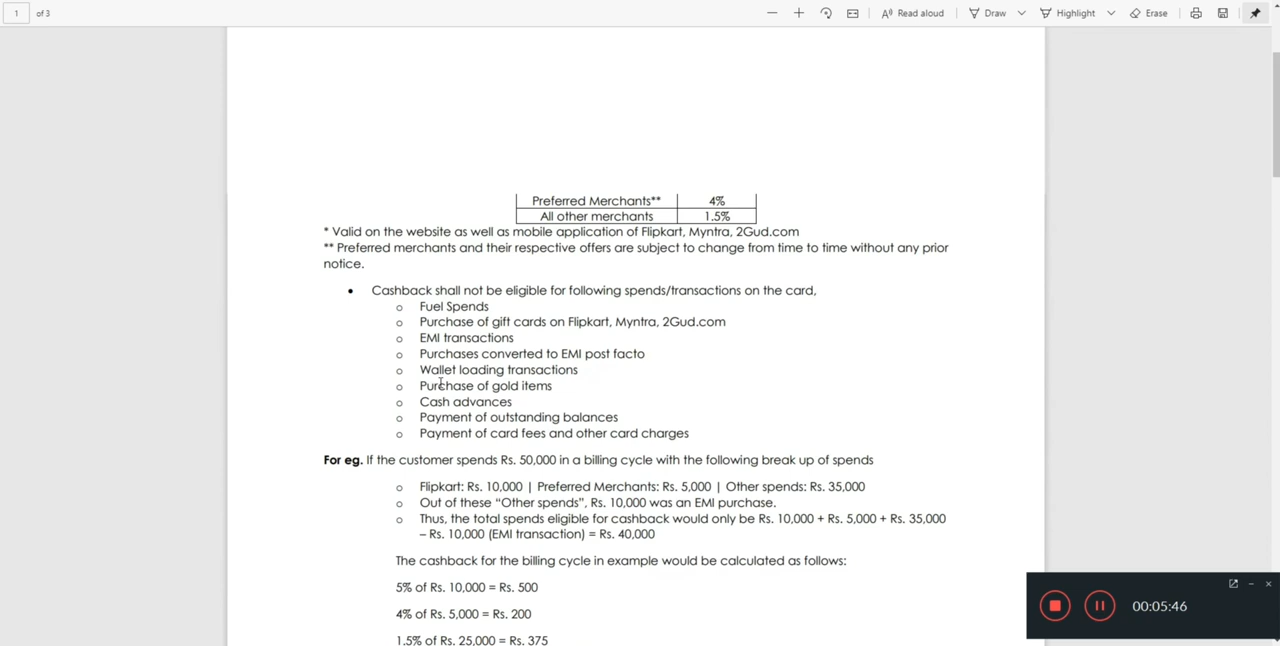 1 of 3
Read aloud
Draw
Highlight
Erase
Preferred Merchants** 4%
All other merchants 1.5%
* Valid on the website as well as mobile application of Flipkart, Myntra, 2Gud.com
** Preferred merchants and their respective offers are subject to change from time to time without any prior
notice.
• Cashback shall not be eligible for following spends/transactions on the card,
o Fuel Spends
o Purchase of gift cards on Flipkart, Myntra, 2Gud.com
o EMI transactions
o Purchases converted to EMI post facto
o Wallet loading transactions
o Purchase of gold items
o Cash advances
o Payment of outstanding balances
o Payment of card fees and other card charges
For eg. If the customer spends Rs. 50,000 in a billing cycle with the following break up of spends
o Flipkart: Rs. 10,000 | Preferred Merchants: Rs. 5,000 | Other spends: Rs. 35,000
o Out of these “Other spends”, Rs. 10,000 was an EMI purchase.
o Thus, the total spends eligible for cashback would only be Rs. 10,000 + Rs. 5,000 + Rs. 35,000
– Rs. 10,000 (EMI transaction) = Rs. 40,000
The cashback for the billing cycle in example would be calculated as follows:
5% of Rs. 10,000 = Rs. 500
4% of Rs. 5,000 = Rs. 200
1.5% of Rs. 25,000 = Rs. 375
00:05:46